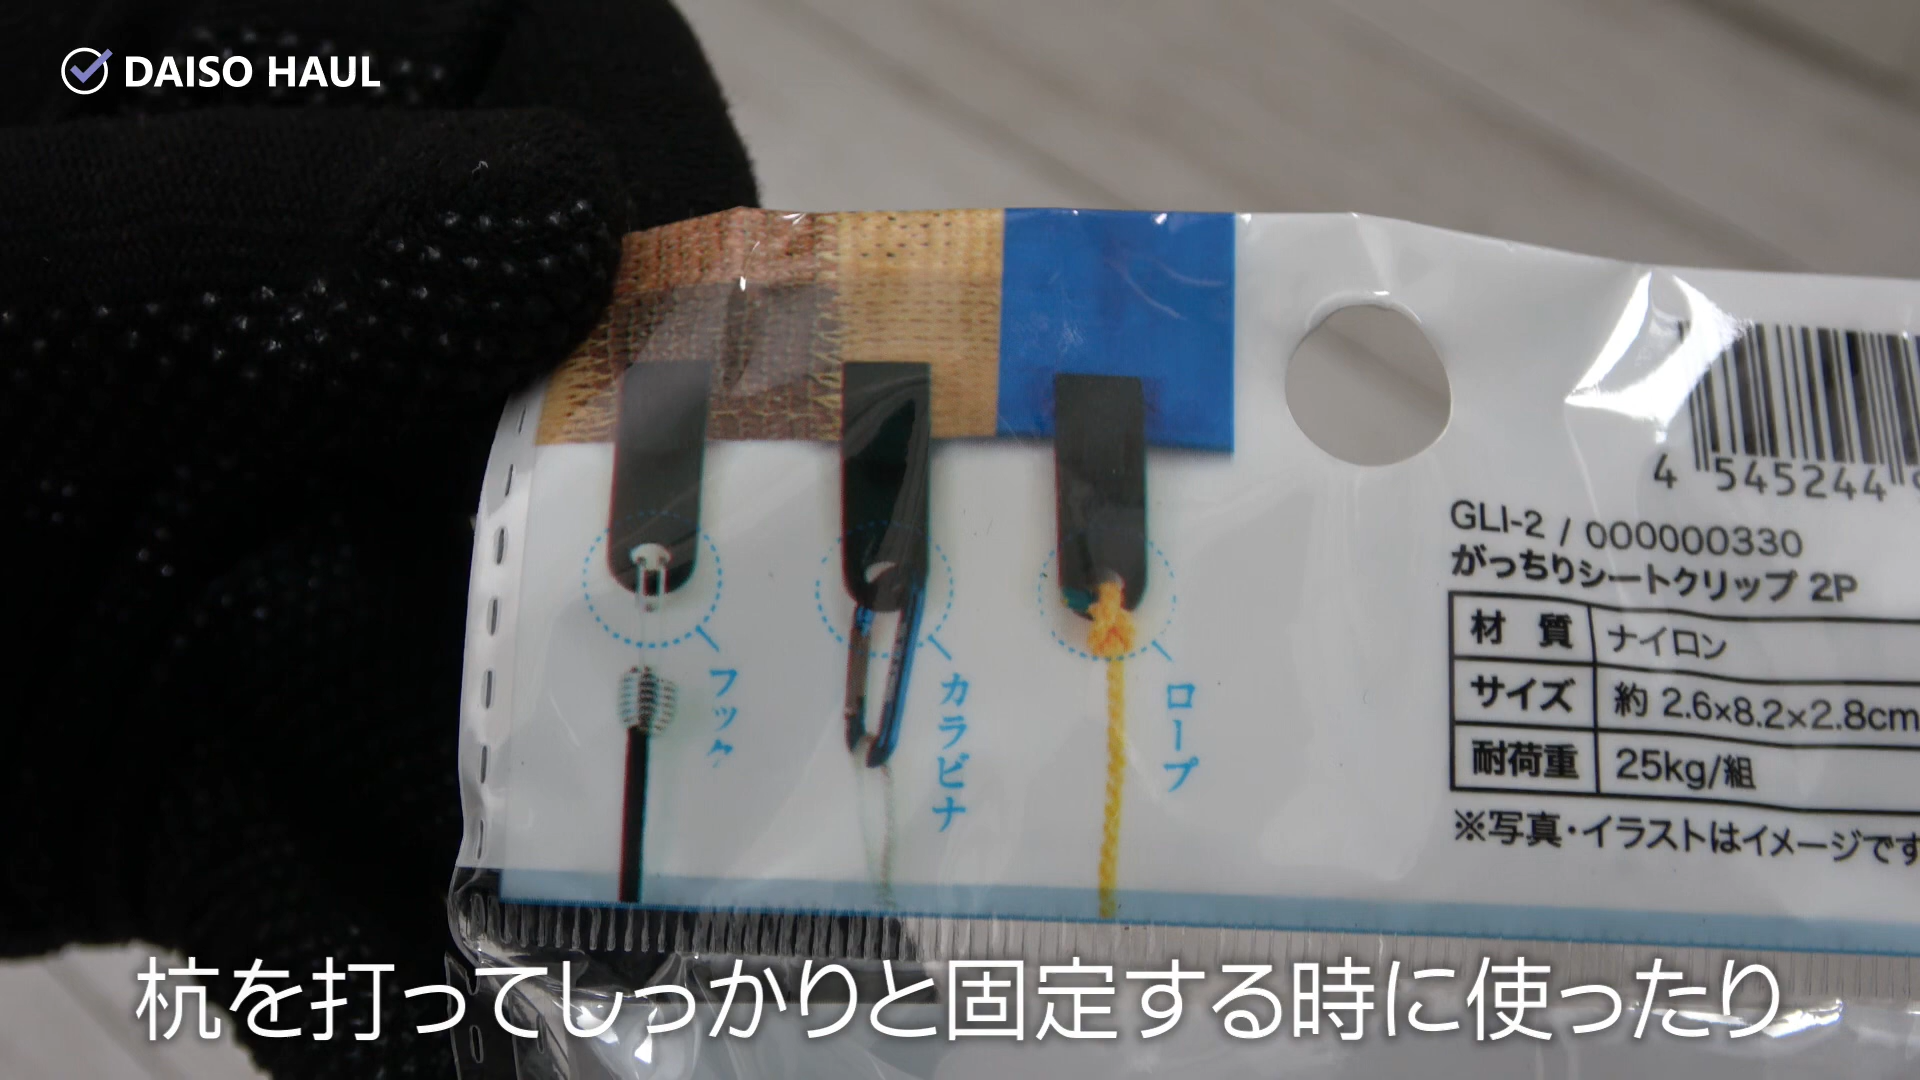 DAISO HAUL
フック
カラビナ
ロープ
4 545244
GLI-2 / 000000330
がっちりシートクリップ 2P
材 質 ナイロン
サイズ 約 2.6×8.2×2.8cm
耐荷重 25kg/組
※写真・イラストはイメージです
杭を打ってしっかりと固定する時に使ったり